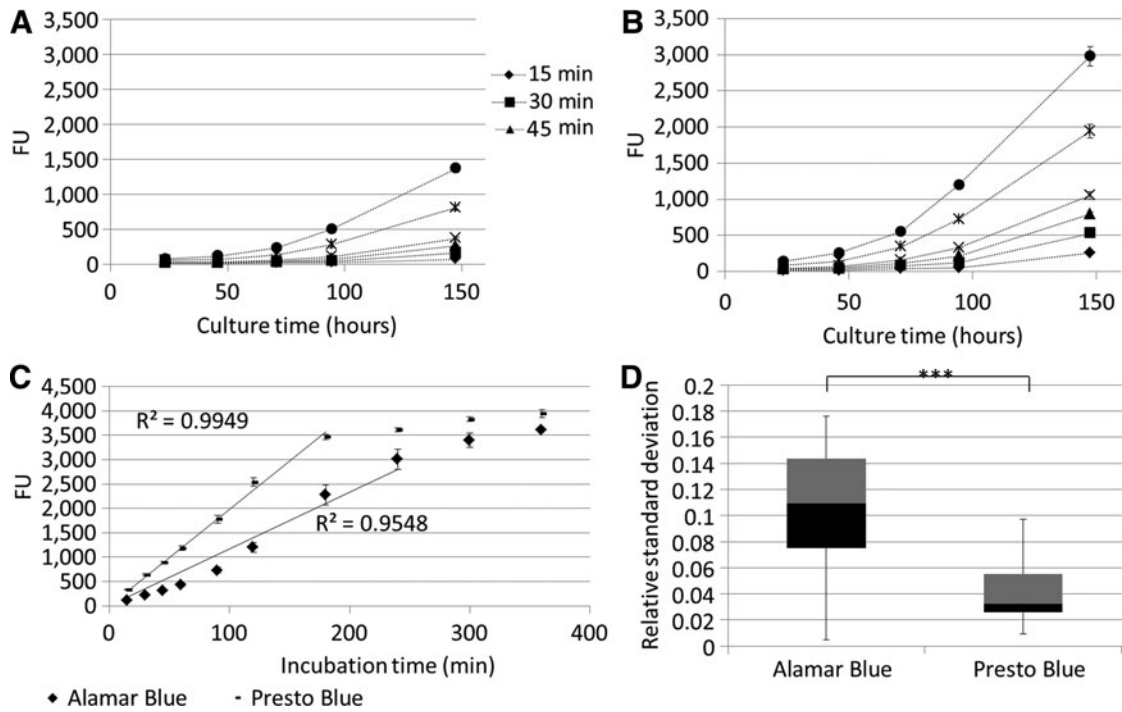 A
3,500
3,000
2,500
2,000
1,500
1,000
500
0
FU
0 50 100 150
Culture time (hours)
15 min
30 min
45 min
B
3,500
3,000
2,500
2,000
1,500
1,000
500
0
FU
0 50 100 150
Culture time (hours)
C
4,500
4,000
3,500
3,000
2,500
2,000
1,500
1,000
500
0
FU
R² = 0.9949
R² = 0.9548
0 100 200 300 400
Incubation time (min)
Alamar Blue Presto Blue
D
***
0.2
0.18
0.16
0.14
0.12
0.1
0.08
0.06
0.04
0.02
0
Relative standard deviation
Alamar Blue Presto Blue